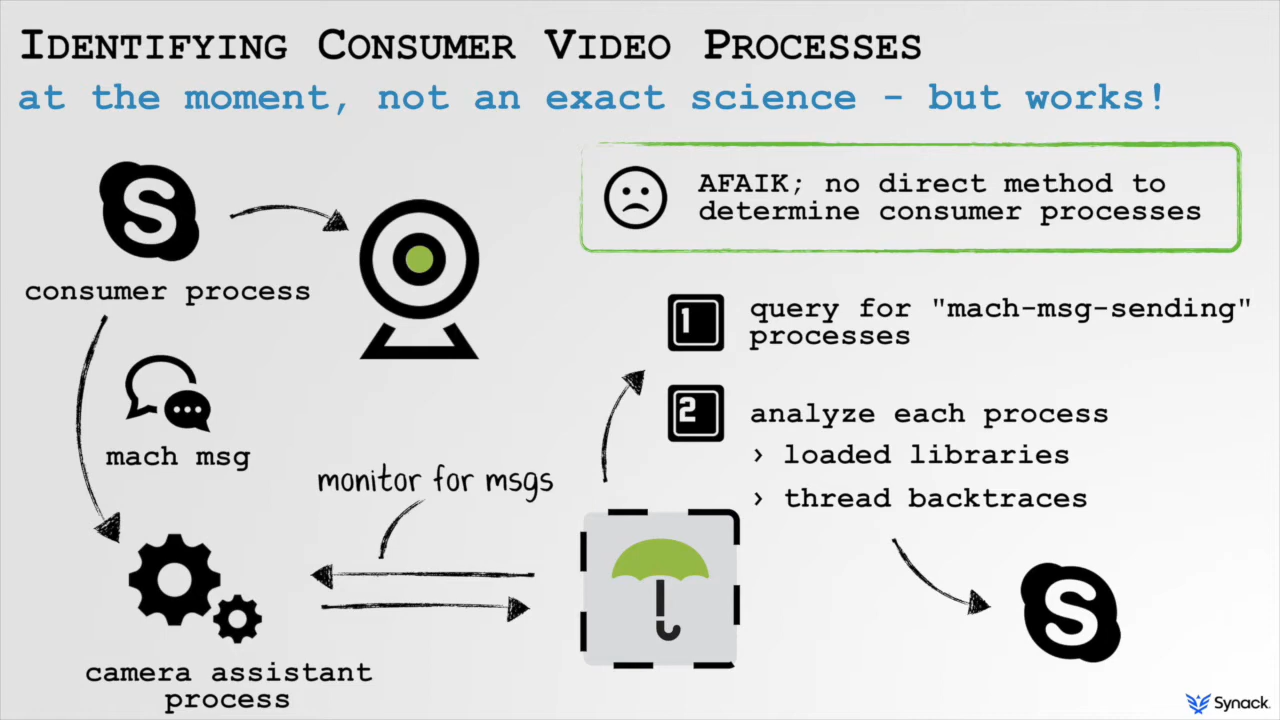 Identifying Consumer Video Processes
at the moment, not an exact science - but works!
AFAIK; no direct method to
determine consumer processes
consumer process
1
query for "mach-msg-sending"
processes
2
analyze each process
› loaded libraries
› thread backtraces
mach msg
monitor for msgs
camera assistant
process
Synack.